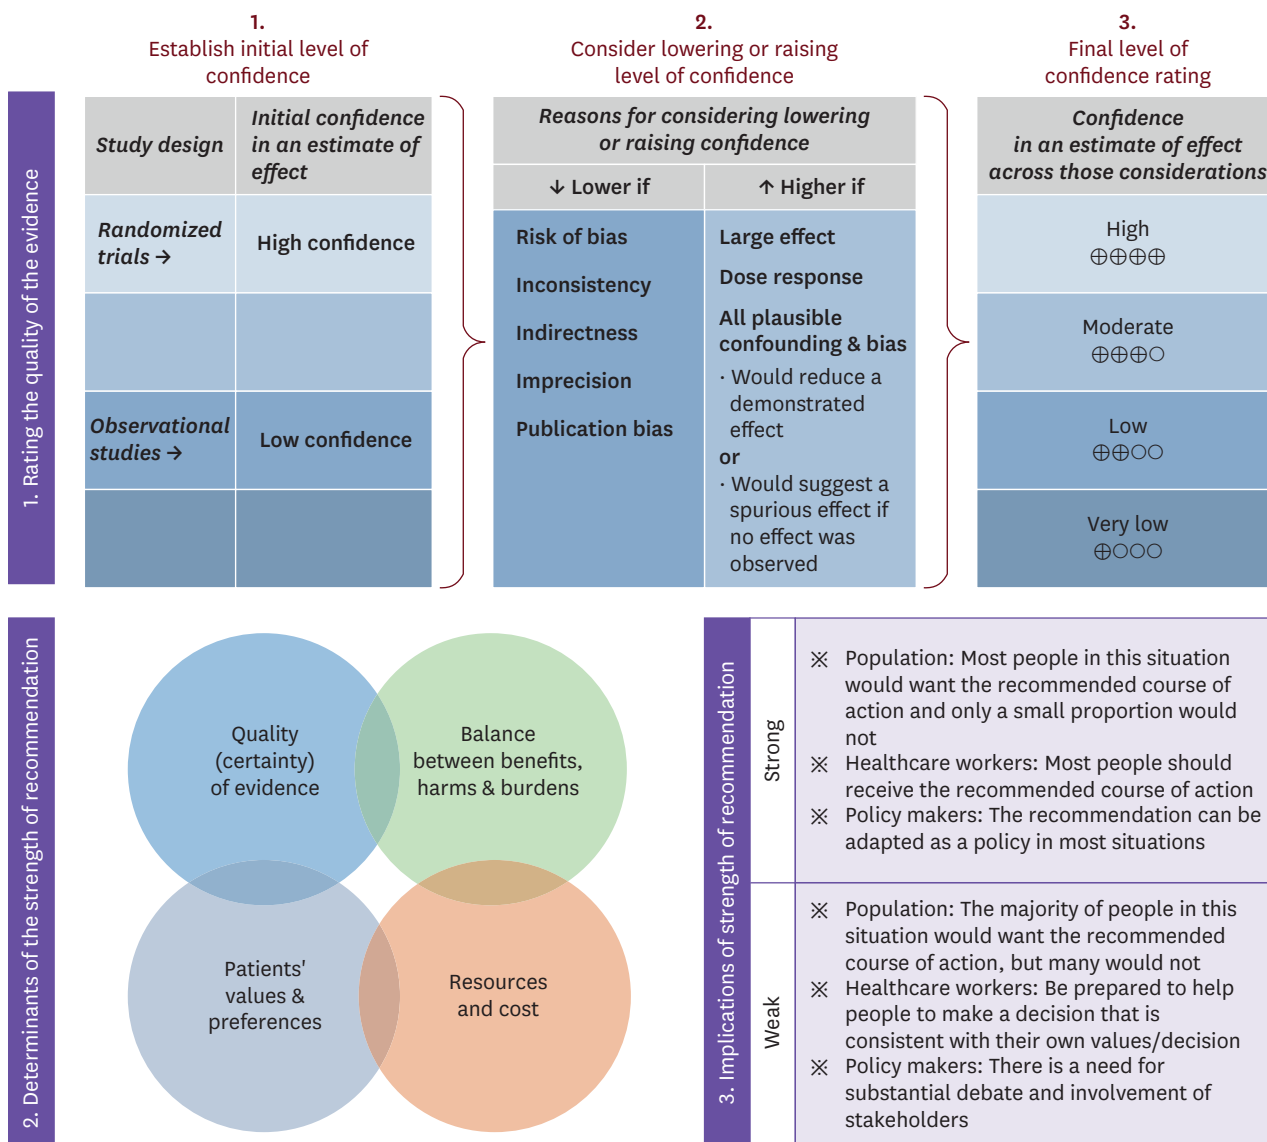 1.
Establish initial level of
confidence
2.
Consider lowering or raising
level of confidence
3.
Final level of
confidence rating
1. Rating the quality of the evidence
Study design
Initial confidence
in an estimate of
effect
Randomized
trials →
High confidence
Observational
studies →
Low confidence
Reasons for considering lowering
or raising confidence
↓ Lower if
↑ Higher if
Risk of bias
Inconsistency
Indirectness
Imprecision
Publication bias
Large effect
Dose response
All plausible
confounding & bias
· Would reduce a
demonstrated
effect
or
· Would suggest a
spurious effect if
no effect was
observed
Confidence
in an estimate of effect
across those considerations
High
⊕⊕⊕⊕
Moderate
⊕⊕⊕○
Low
⊕⊕○○
Very low
⊕○○○
2. Determinants of the strength of recommendation
Quality
(certainty)
of evidence
Balance
between benefits,
harms & burdens
Patients'
values &
preferences
Resources
and cost
3. Implications of strength of recommendation
Strong
※ Population: Most people in this situation
would want the recommended course of
action and only a small proportion would
not
※ Healthcare workers: Most people should
receive the recommended course of action
※ Policy makers: The recommendation can be
adapted as a policy in most situations
Weak
※ Population: The majority of people in this
situation would want the recommended
course of action, but many would not
※ Healthcare workers: Be prepared to help
people to make a decision that is
consistent with their own values/decision
※ Policy makers: There is a need for
substantial debate and involvement of
stakeholders